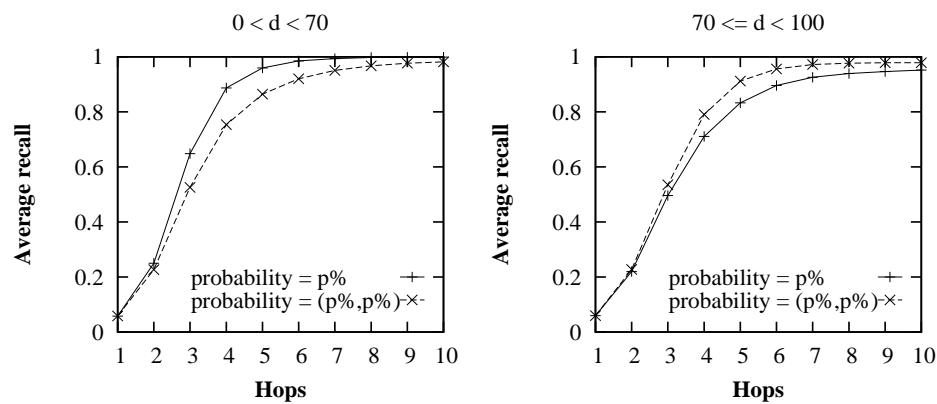 0 < d < 70
1
0.8
0.6
0.4
0.2
0
Average recall
probability = p%
probability = (p%,p%)
1 2 3 4 5 6 7 8 9 10
Hops
70 <= d < 100
1
0.8
0.6
0.4
0.2
0
Average recall
probability = p%
probability = (p%,p%)
1 2 3 4 5 6 7 8 9 10
Hops